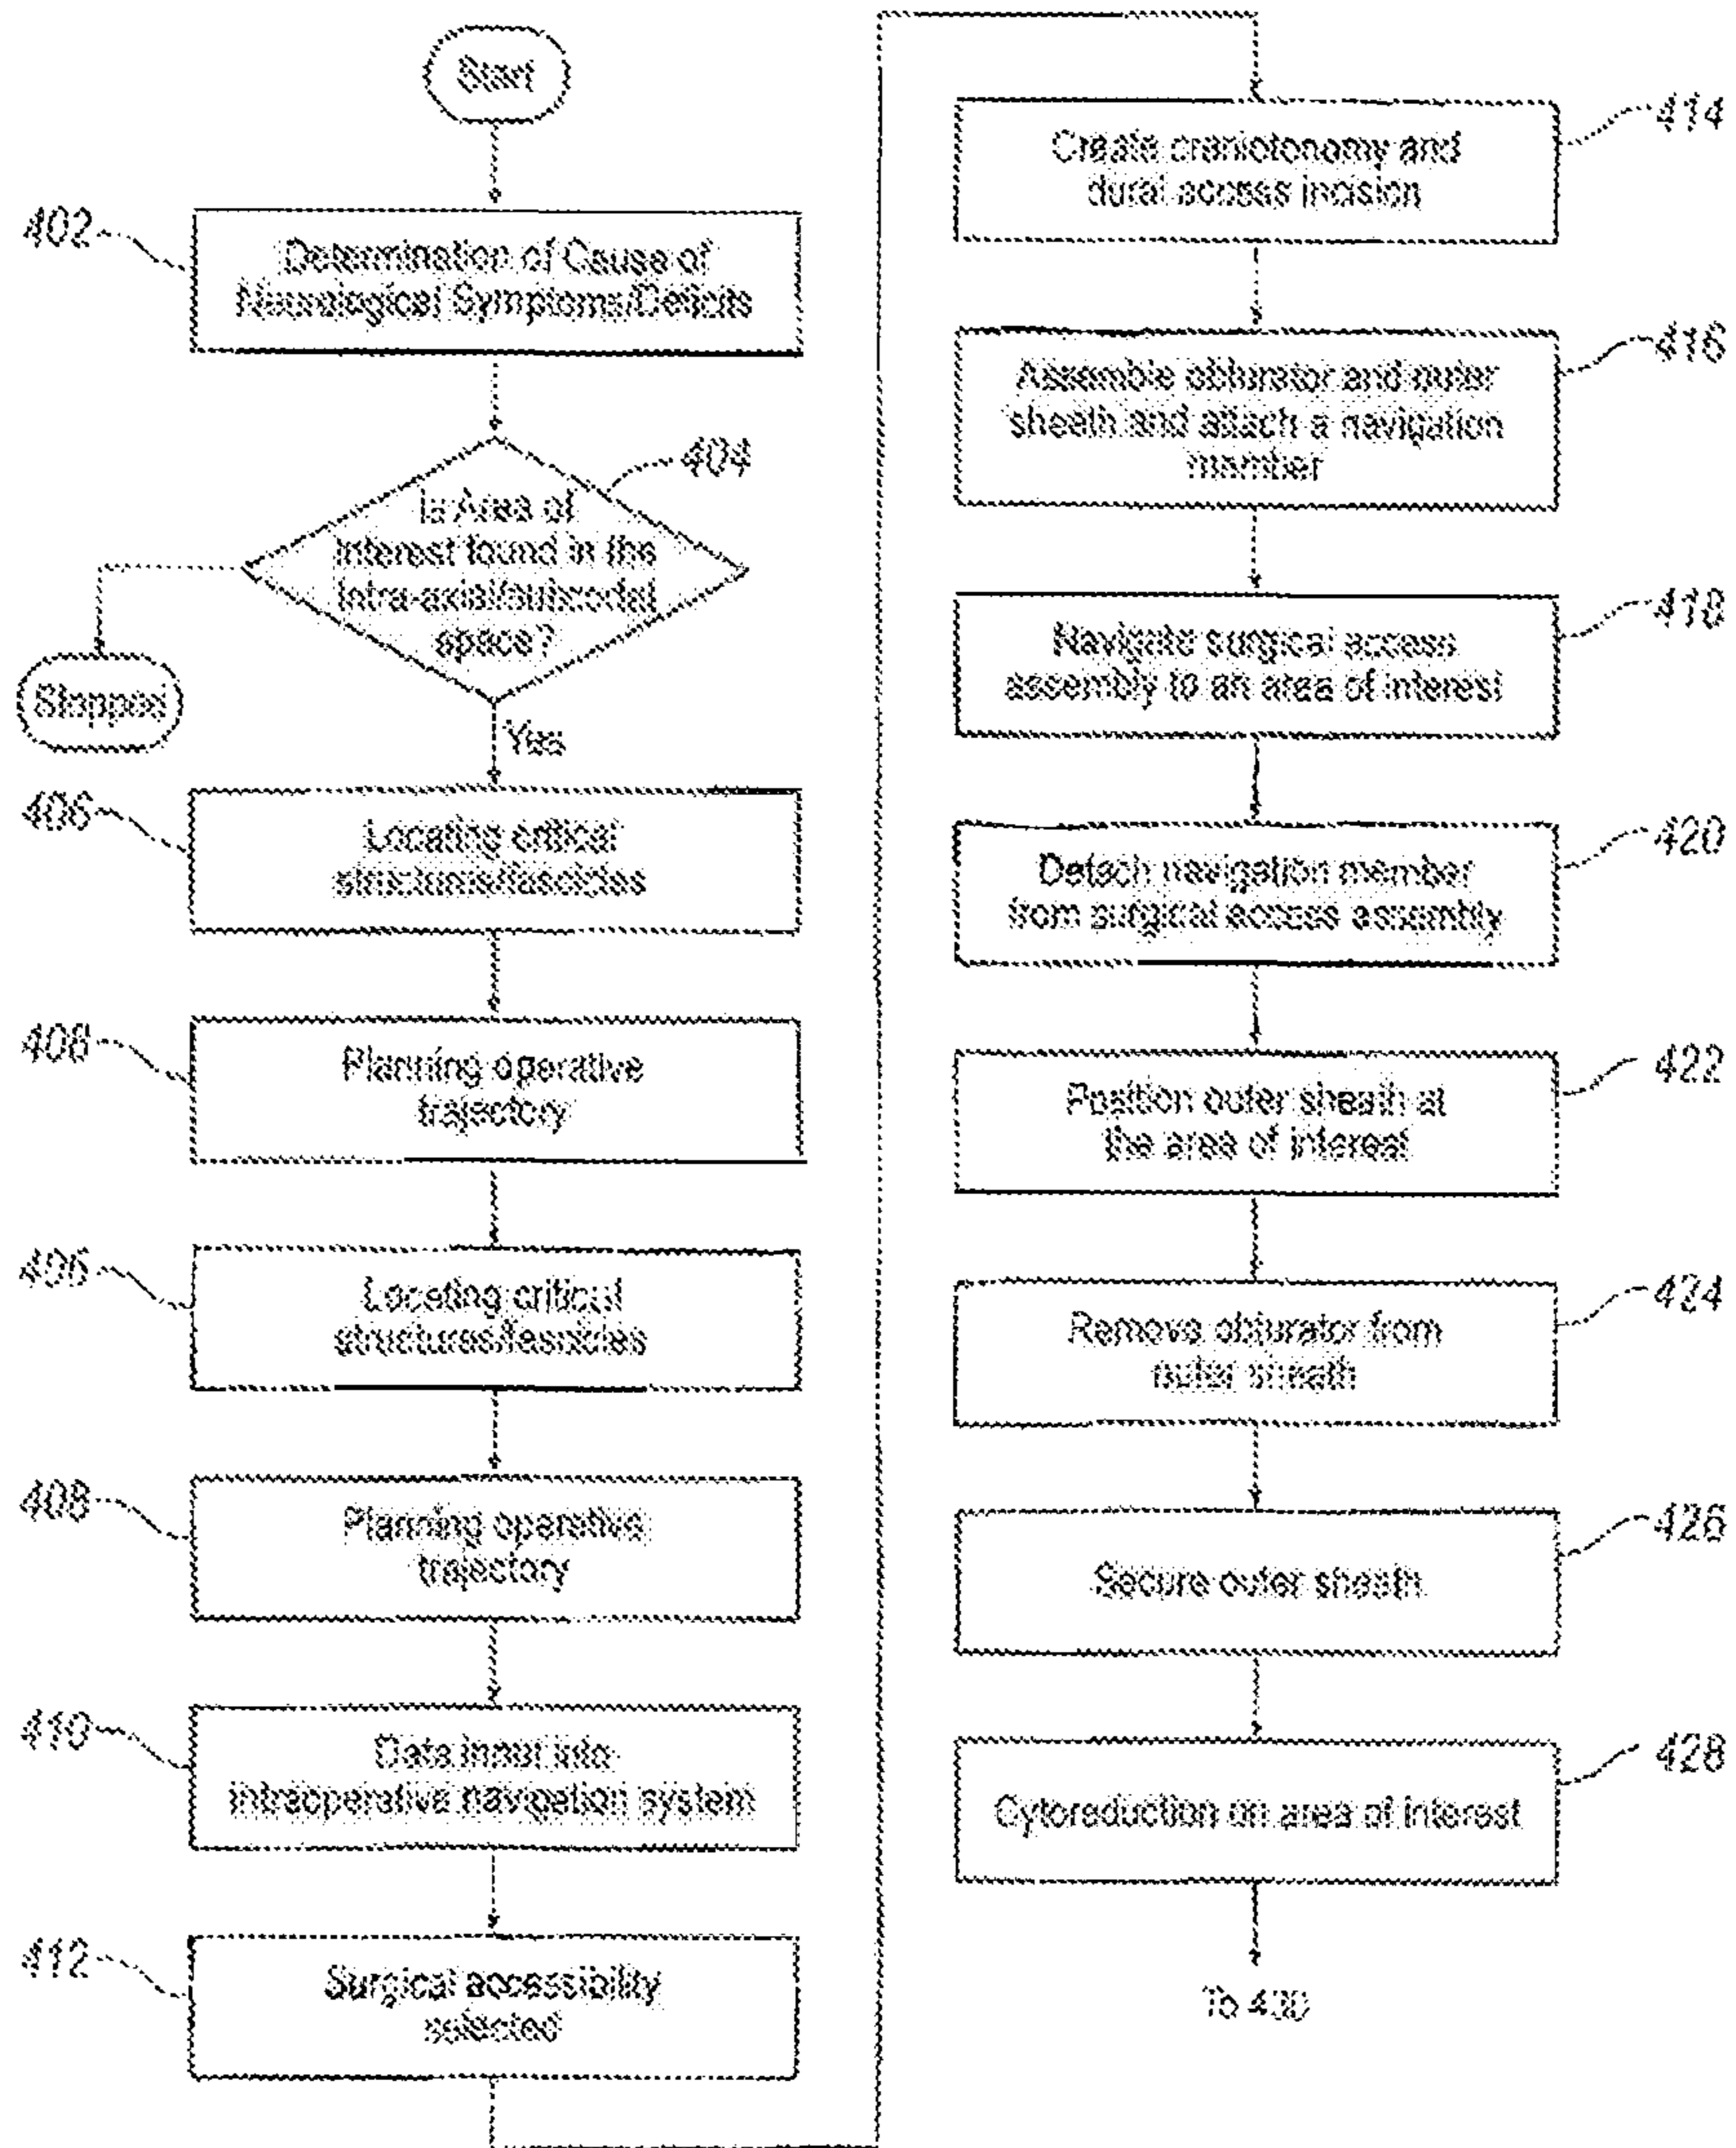 Start
402
Determination of Cause of
Neurological Symptoms/Deficits
404
Is Area of
interest found in the
intra-axial/subcortal
space?
Stopped
Yes
406
Locating critical
structures/fascicles
408
Planning operative
trajectory
406
Locating critical
structures/fascicles
408
Planning operative
trajectory
410
Data input into
intraoperative navigation system
412
Surgical accessibility
selected
414
Create craniotonomy and
dural access incision
416
Assemble obturator and outer
sheath and attach a navigation
member
418
Navigate surgical access
assembly to an area of interest
420
Detach navigation member
from surgical access assembly
422
Position outer sheath at
the area of interest
424
Remove obturator from
outer sheath
426
Secure outer sheath
428
Cytoreduction on area of interest
To 430